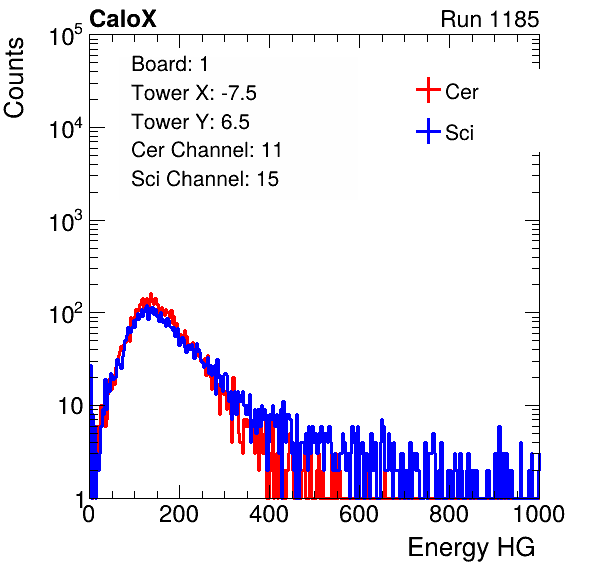 CaloX
Run 1185
Counts
10^5
10^4
10^3
10^2
10
1
Board: 1
Tower X: -7.5
Tower Y: 6.5
Cer Channel: 11
Sci Channel: 15
Cer
Sci
0 200 400 600 800 1000
Energy HG